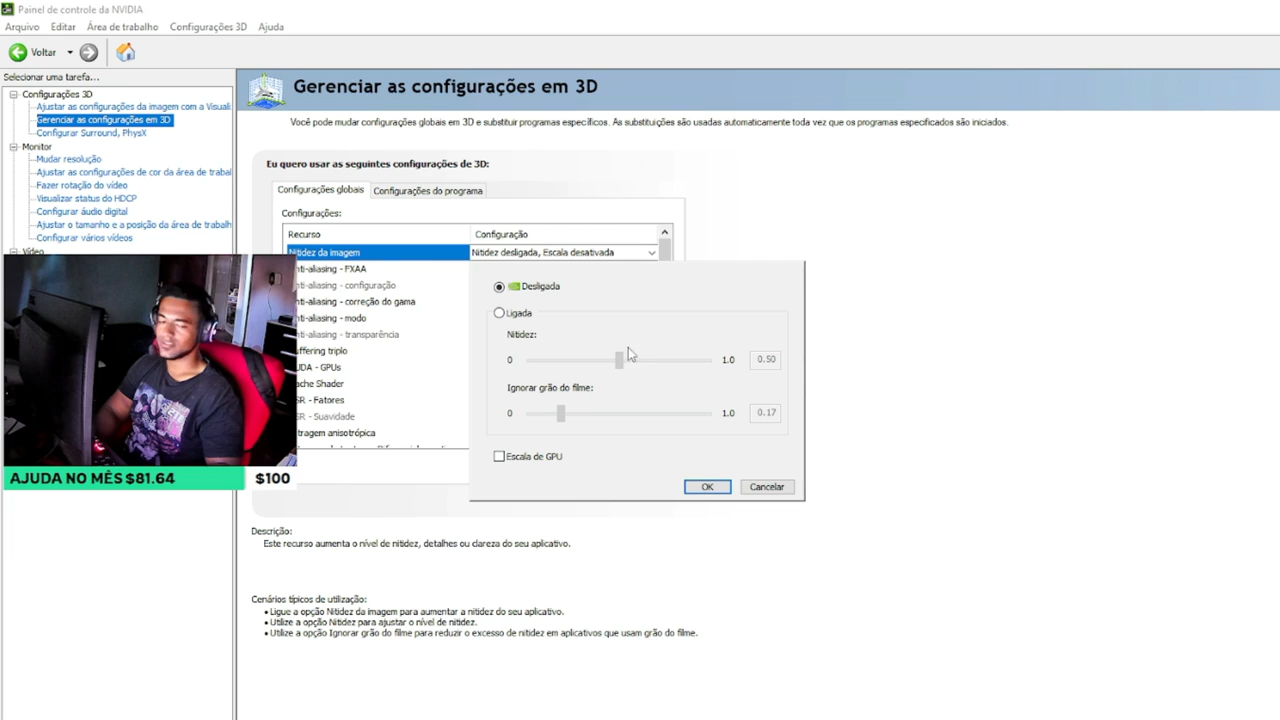 Painel de controle da NVIDIA
Arquivo Editar Área de trabalho Configurações 3D Ajuda
Voltar
Selecionar uma tarefa...
Configurações 3D
Ajustar as configurações da imagem com a Visuali
Gerenciar as configurações em 3D
Configurar Surround, PhysX
Monitor
Mudar resolução
Ajustar as configurações de cor da área de trabal
Fazer rotação do vídeo
Visualizar status do HDCP
Configurar áudio digital
Ajustar o tamanho e a posição da área de trabalh
Configurar vários vídeos
Vídeo
AJUDA NO MÊS $81.64 $100
Gerenciar as configurações em 3D
Você pode mudar configurações globais em 3D e substituir programas específicos. As substituições são usadas automaticamente toda vez que os programas especificados são iniciados.
Eu quero usar as seguintes configurações de 3D:
Configurações globais Configurações do programa
Configurações:
Recurso Configuração
Nitidez da imagem Nitidez desligada, Escala desativada
nti-aliasing - FXAA
nti-aliasing - configuração
nti-aliasing - correção do gama
nti-aliasing - modo
nti-aliasing - transparência
uffering triplo
UDA - GPUs
ache Shader
SR - Fatores
SR - Suavidade
tragem anisotrópica
Desligada
Ligada
Nitidez:
0 1.0 0.50
Ignorar grão do filme:
0 1.0 0.17
Escala de GPU
OK Cancelar
Descrição:
Este recurso aumenta o nível de nitidez, detalhes ou clareza do seu aplicativo.
Cenários típicos de utilização:
• Ligue a opção Nitidez da imagem para aumentar a nitidez do seu aplicativo.
• Utilize a opção Nitidez para ajustar o nível de nitidez.
• Utilize a opção Ignorar grão do filme para reduzir o excesso de nitidez em aplicativos que usam grão do filme.